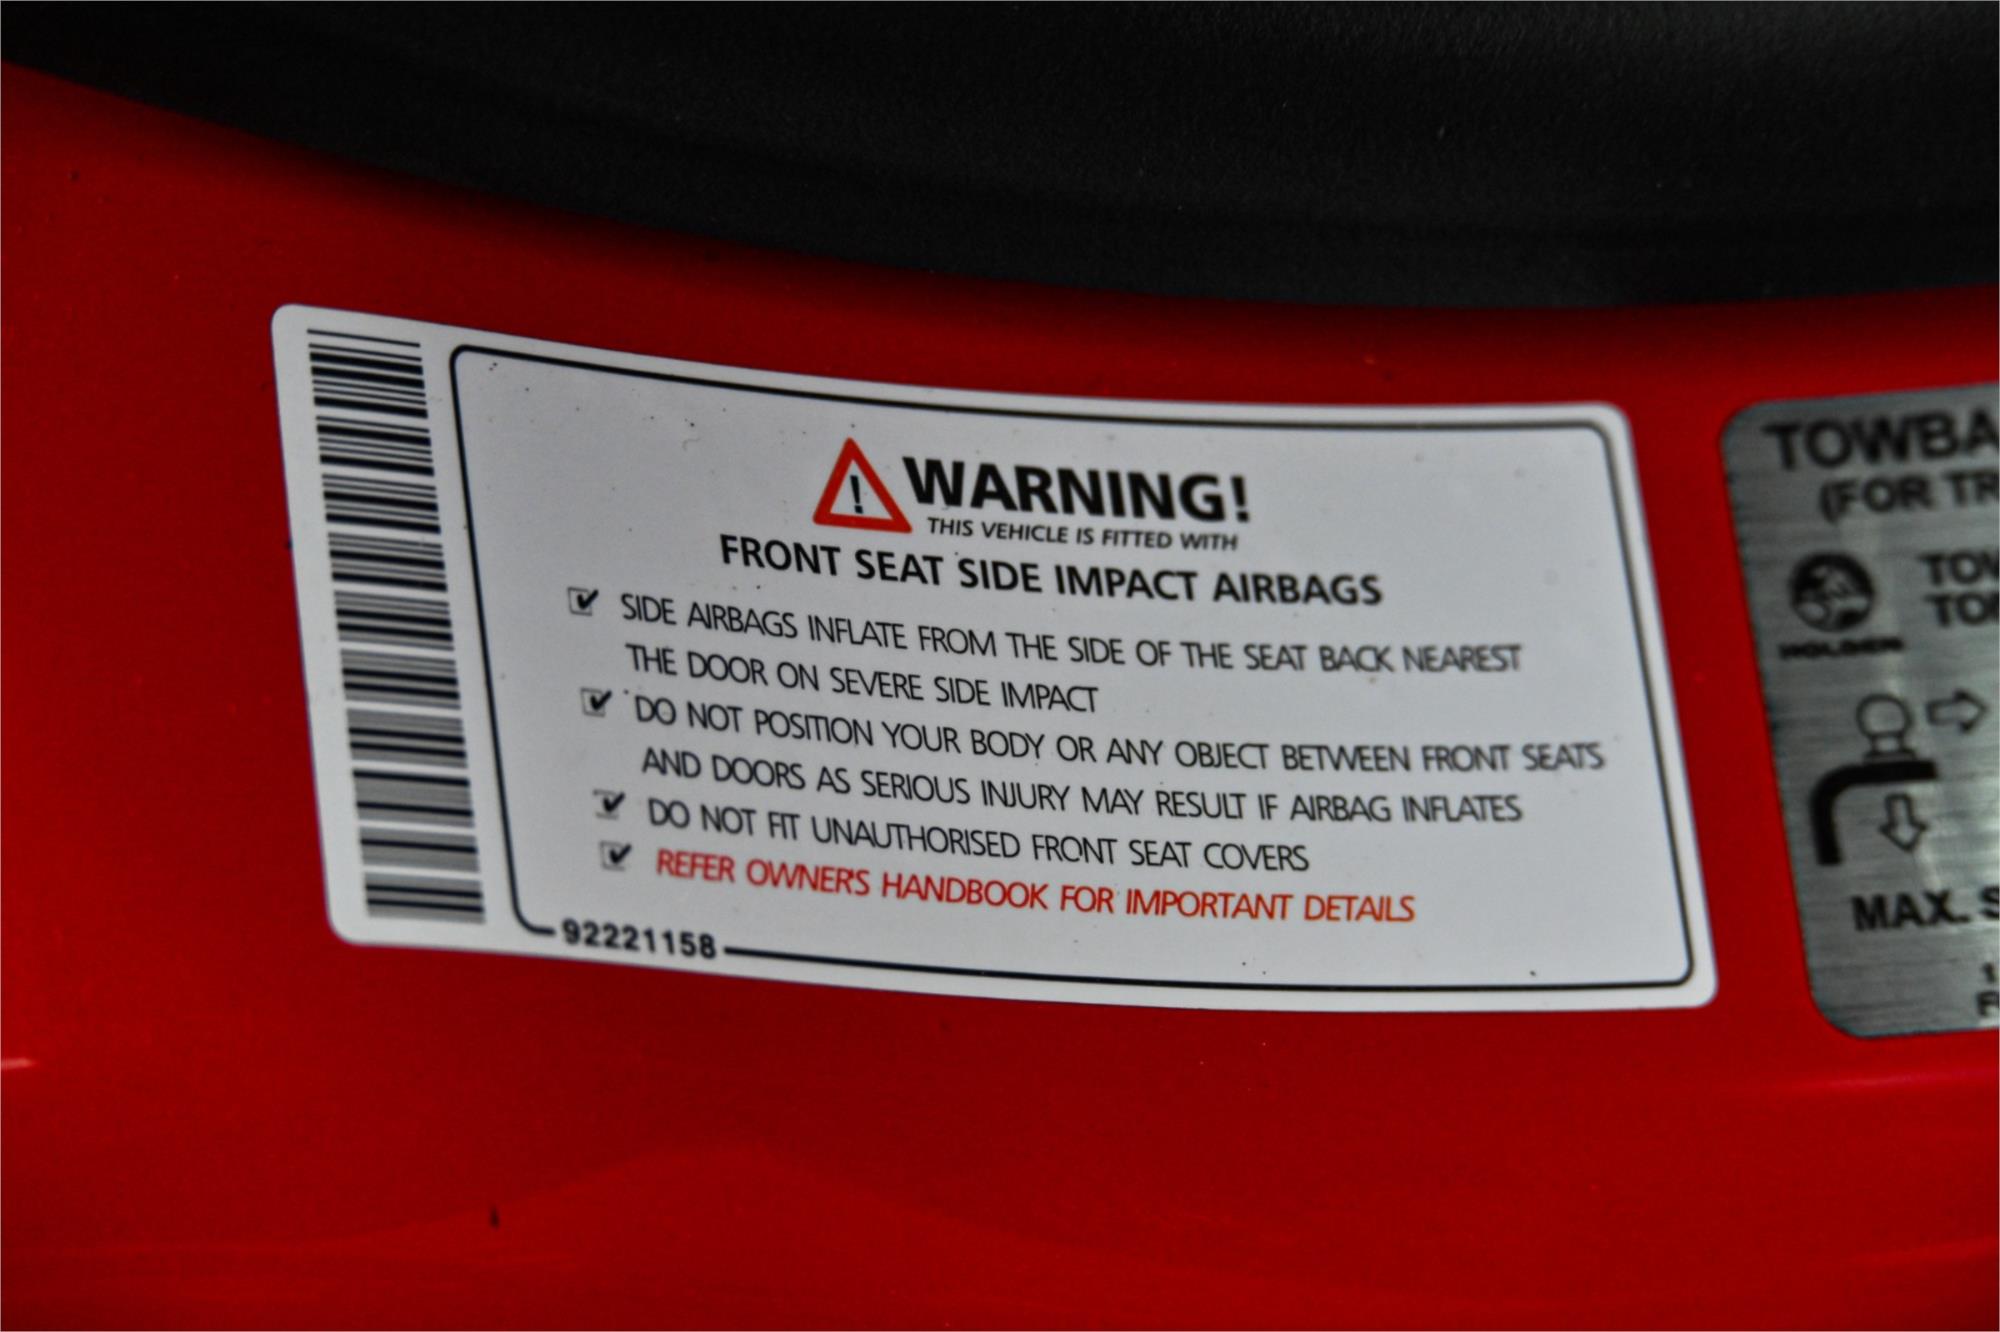 WARNING!
THIS VEHICLE IS FITTED WITH
FRONT SEAT SIDE IMPACT AIRBAGS
SIDE AIRBAGS INFLATE FROM THE SIDE OF THE SEAT BACK NEAREST
THE DOOR ON SEVERE SIDE IMPACT
DO NOT POSITION YOUR BODY OR ANY OBJECT BETWEEN FRONT SEATS
AND DOORS AS SERIOUS INJURY MAY RESULT IF AIRBAG INFLATES
DO NOT FIT UNAUTHORISED FRONT SEAT COVERS
REFER OWNER'S HANDBOOK FOR IMPORTANT DETAILS
92221158
TOWBA
(FOR TR
HOLDEN
MAX. S